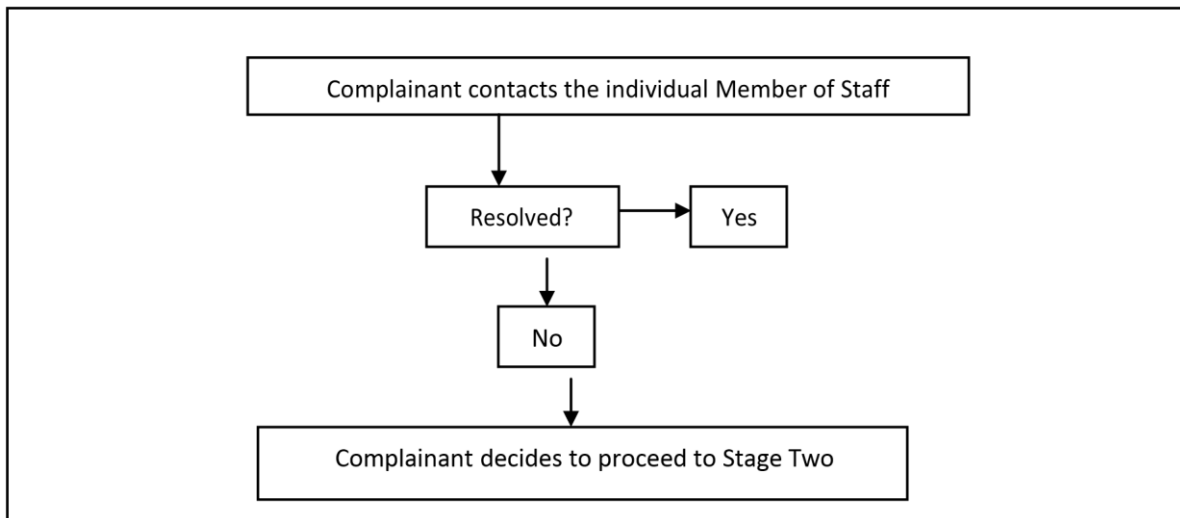 Complainant contacts the individual Member of Staff
Resolved?
Yes
No
Complainant decides to proceed to Stage Two